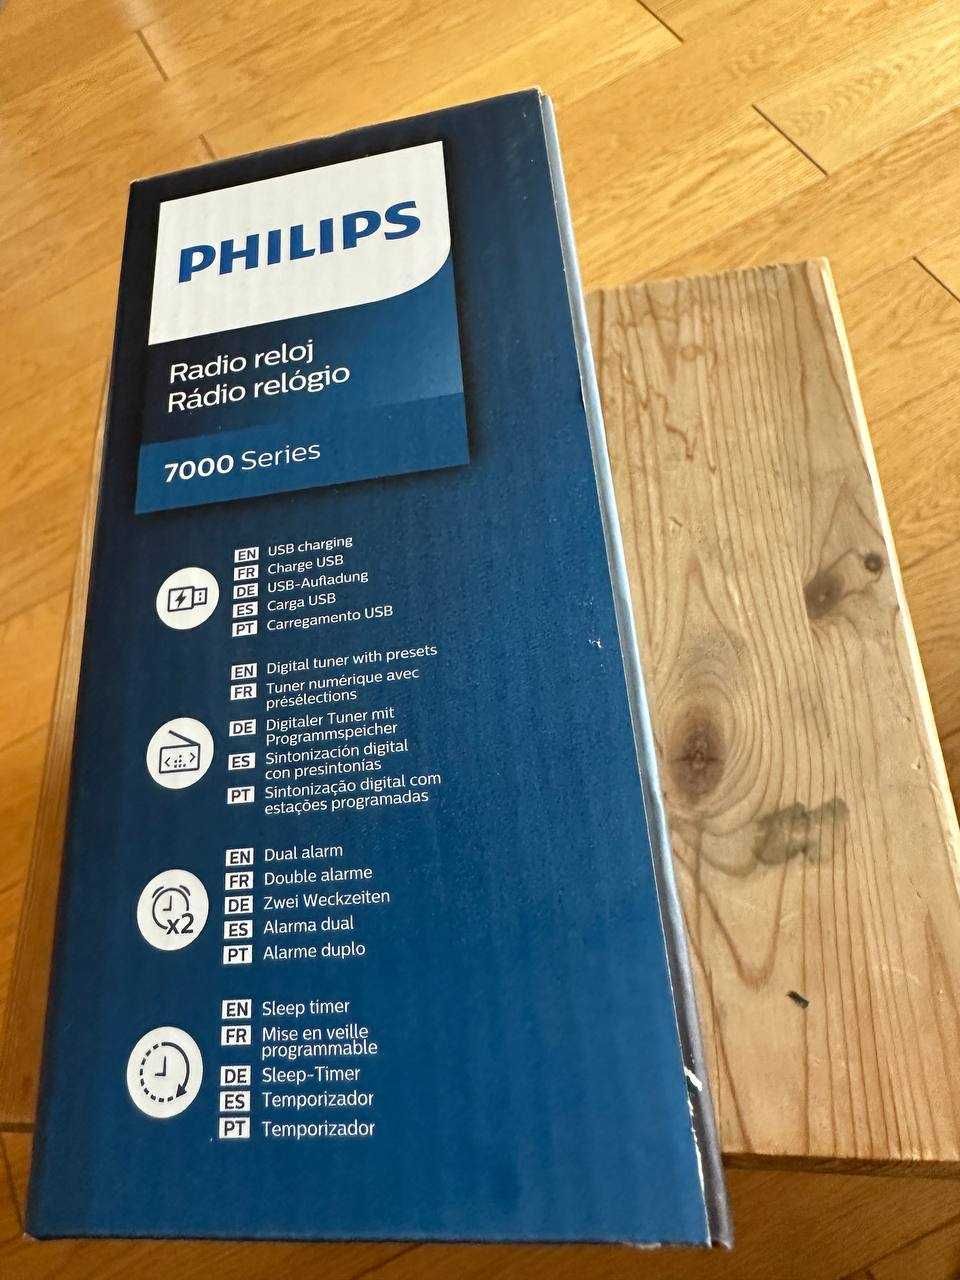 PHILIPS
Radio reloj
Rádio relógio
7000 Series
EN USB charging
FR Charge USB
DE USB-Aufladung
ES Carga USB
PT Carregamento USB
EN Digital tuner with presets
FR Tuner numérique avec
présélections
DE Digitaler Tuner mit
Programmspeicher
ES Sintonización digital
con presintonías
PT Sintonização digital com
estações programadas
x2
EN Dual alarm
FR Double alarme
DE Zwei Weckzeiten
ES Alarma dual
PT Alarme duplo
EN Sleep timer
FR Mise en veille
programmable
DE Sleep-Timer
ES Temporizador
PT Temporizador